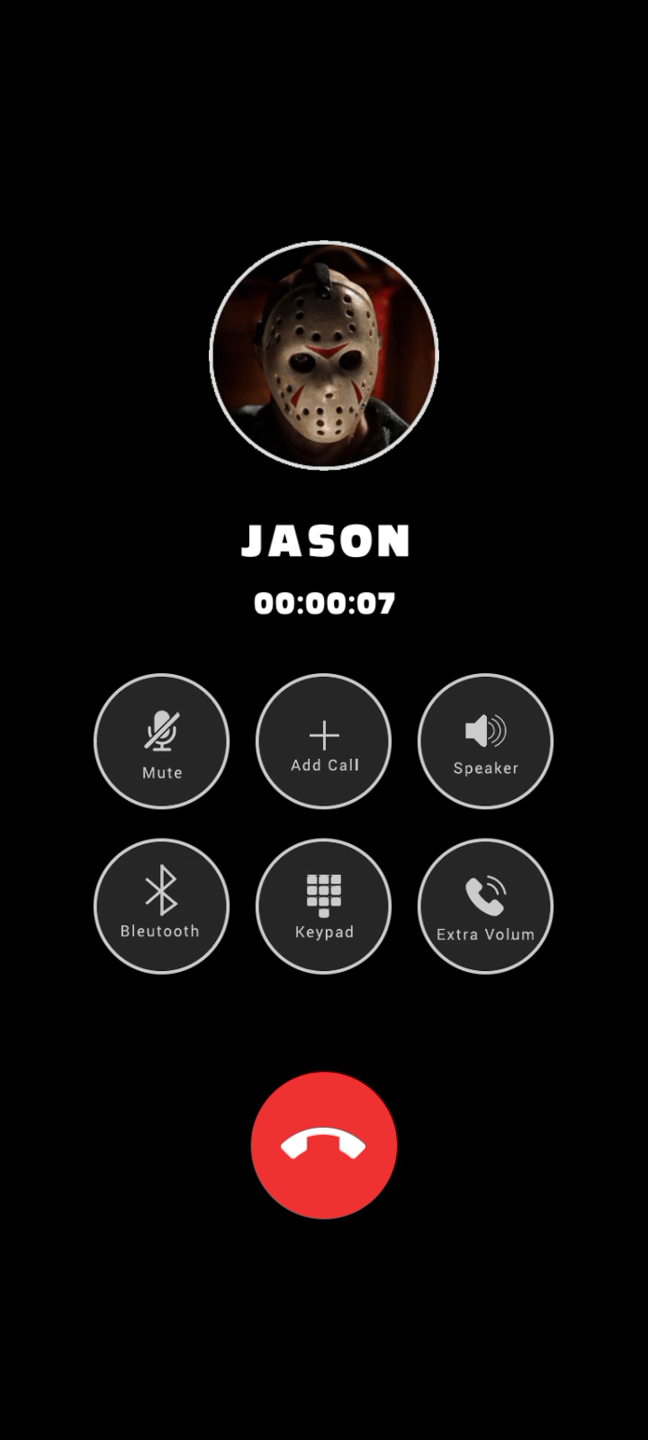 JASON
00:00:07
Mute
Add Call
Speaker
Bleutooth
Keypad
Extra Volum